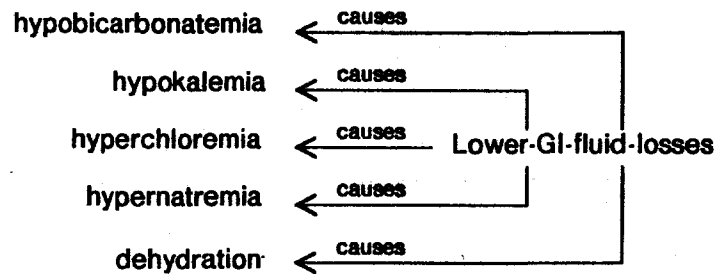 hypobicarbonatemia causes
hypokalemia causes
hyperchloremia causes Lower-GI-fluid-losses
hypernatremia causes
dehydration causes